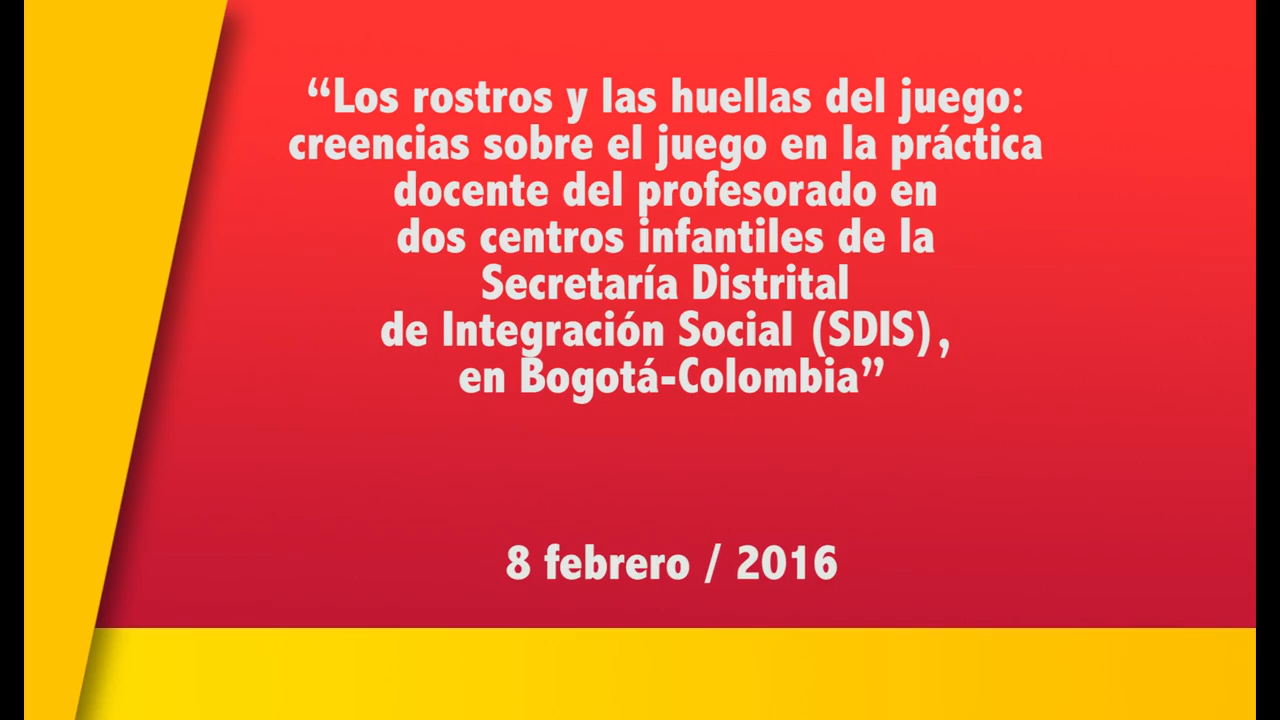 “Los rostros y las huellas del juego:
creencias sobre el juego en la práctica
docente del profesorado en
dos centros infantiles de la
Secretaría Distrital
de Integración Social (SDIS),
en Bogotá-Colombia”
8 febrero / 2016